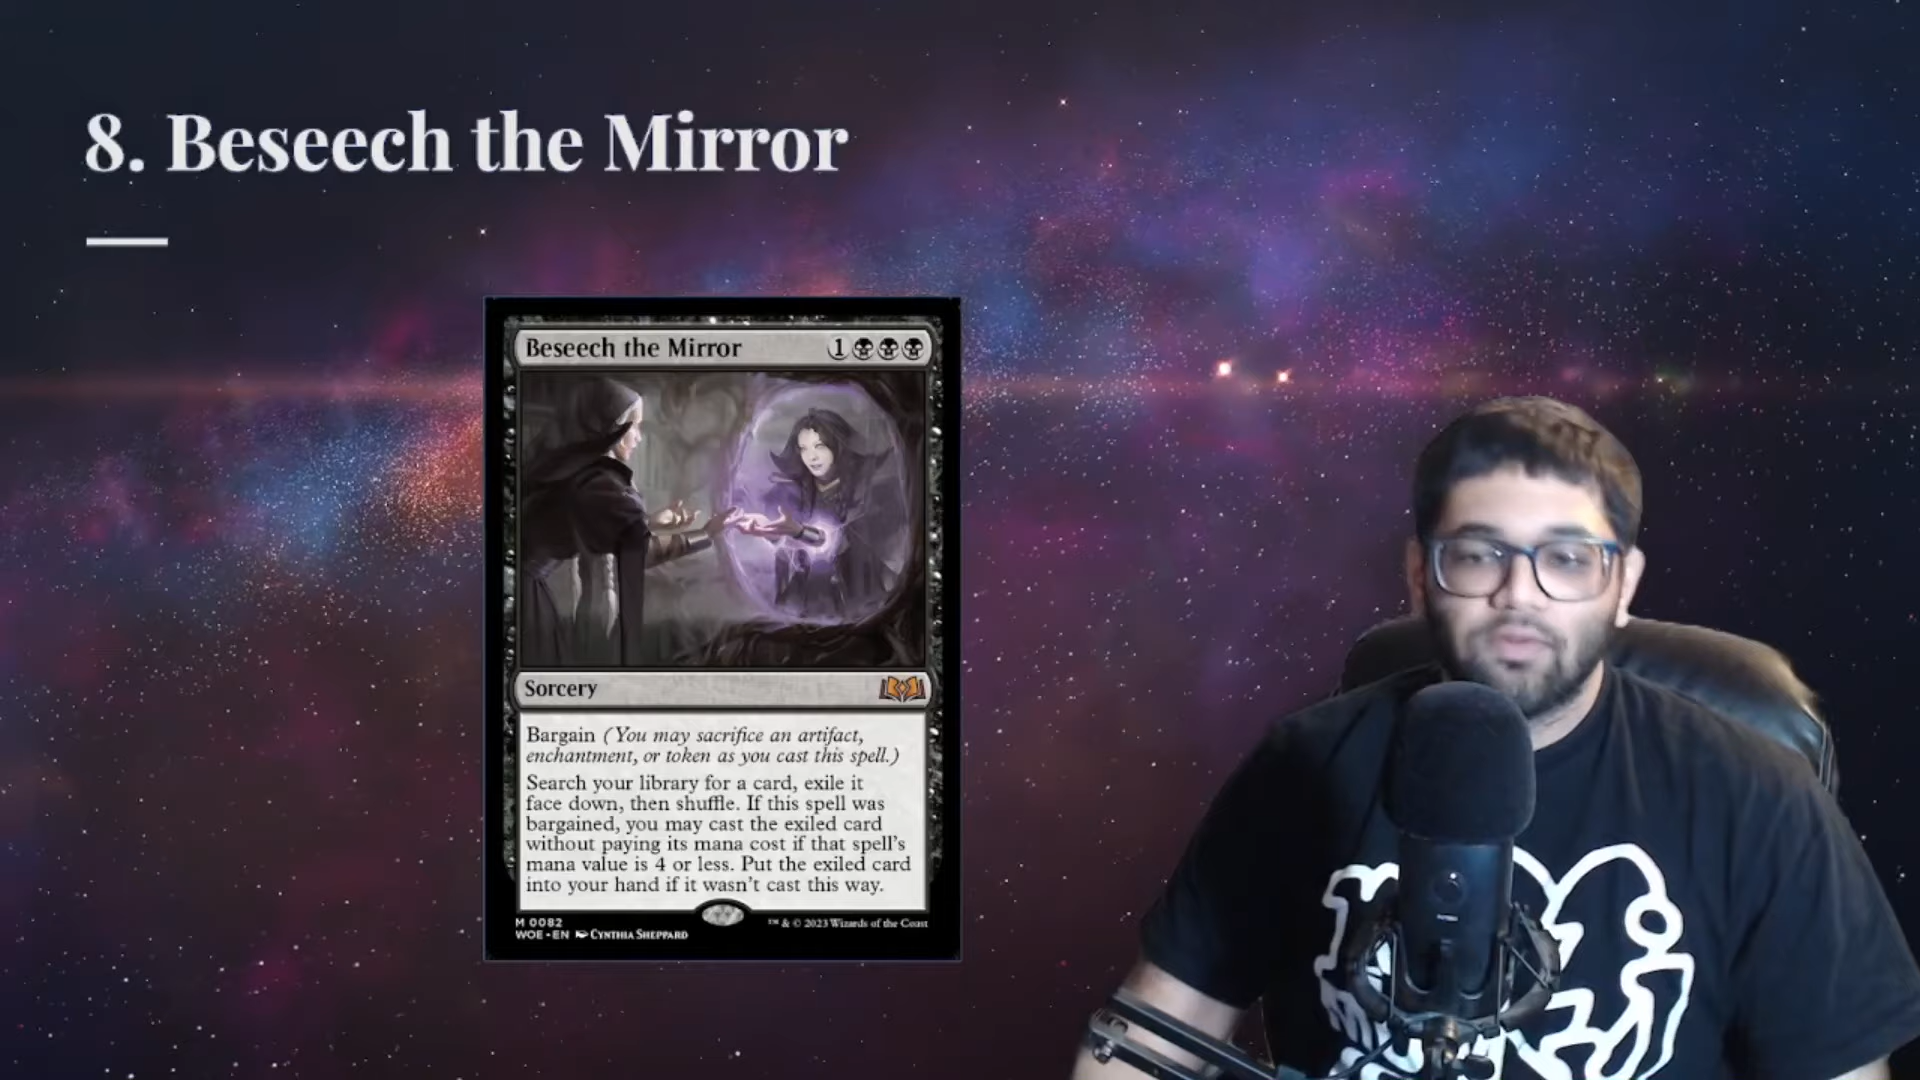 8. Beseech the Mirror
Beseech the Mirror 1
Sorcery
Bargain (You may sacrifice an artifact,
enchantment, or token as you cast this spell.)
Search your library for a card, exile it
face down, then shuffle. If this spell was
bargained, you may cast the exiled card
without paying its mana cost if that spell's
mana value is 4 or less. Put the exiled card
into your hand if it wasn't cast this way.
M 0082
WOE • EN Cynthia Sheppard
™ & © 2023 Wizards of the Coast